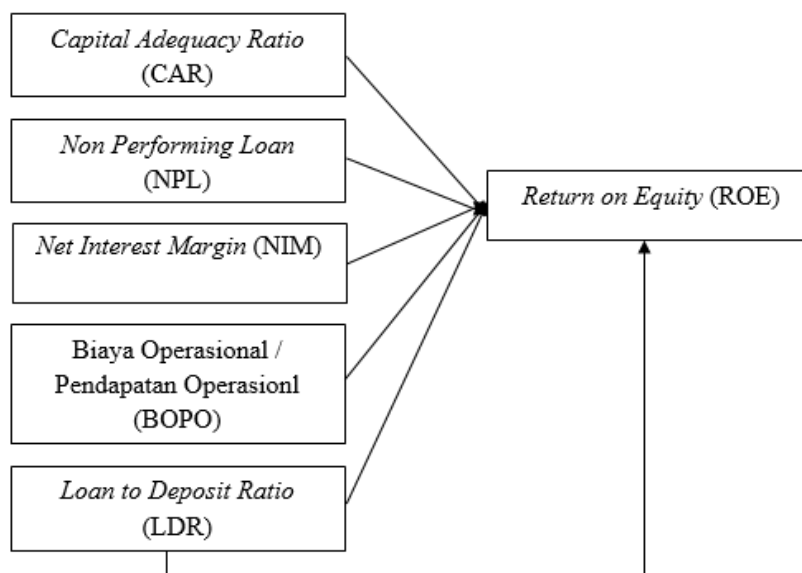 Capital Adequacy Ratio
(CAR)
Non Performing Loan
(NPL)
Net Interest Margin (NIM)
Biaya Operasional /
Pendapatan Operasionl
(BOPO)
Loan to Deposit Ratio
(LDR)
Return on Equity (ROE)